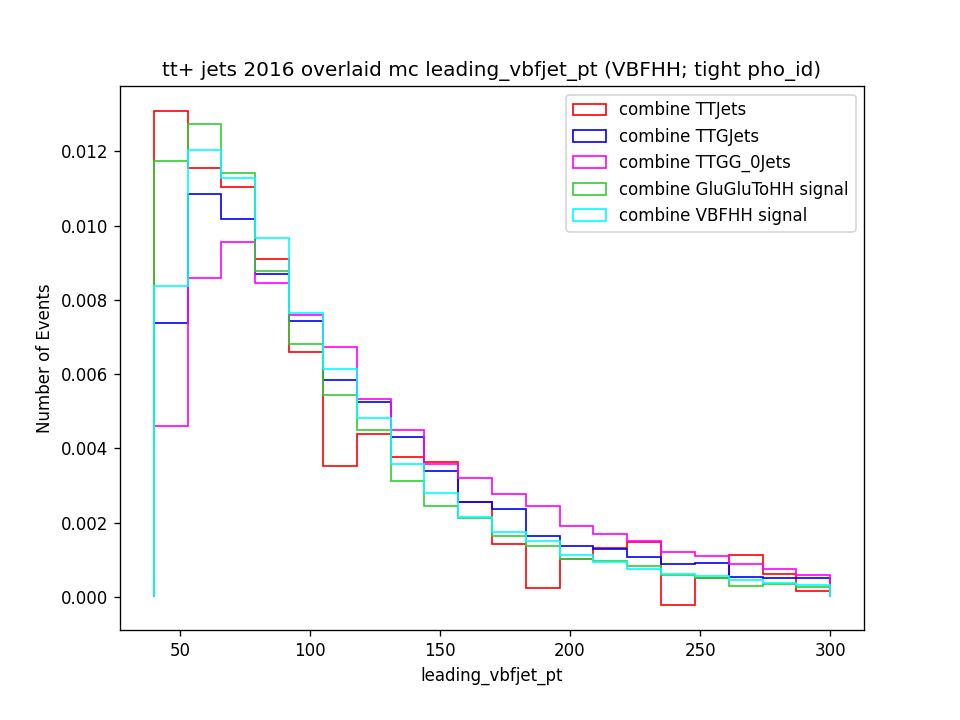 tt+ jets 2016 overlaid mc leading_vbfjet_pt (VBFHH; tight pho_id)
combine TTJets
combine TTGJets
combine TTGG_0Jets
combine GluGluToHH signal
combine VBFHH signal
Number of Events
0.012
0.010
0.008
0.006
0.004
0.002
0.000
50 100 150 200 250 300
leading_vbfjet_pt